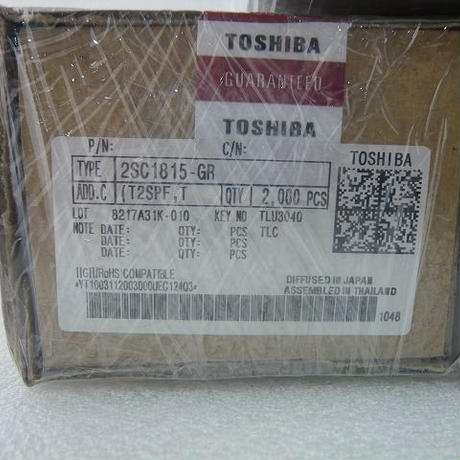 TOSHIBA
GUARANTEED
TOSHIBA
P/N: C/N:
TYPE 2SC1815-GR TOSHIBA
ADD.C (T2SPF,T QTY 2,000 PCS
LOT 8217A31K-010 KEY NO TLU3040
NOTE DATE: QTY: PCS TLC
DATE: QTY: PCS
DATE: QTY: PCS
]]G]/RoHS COMPATIBLE DIFFUSED IN JAPAN
*YT1003112003000UEC12403* ASSEMBLED IN THAILAND
1048